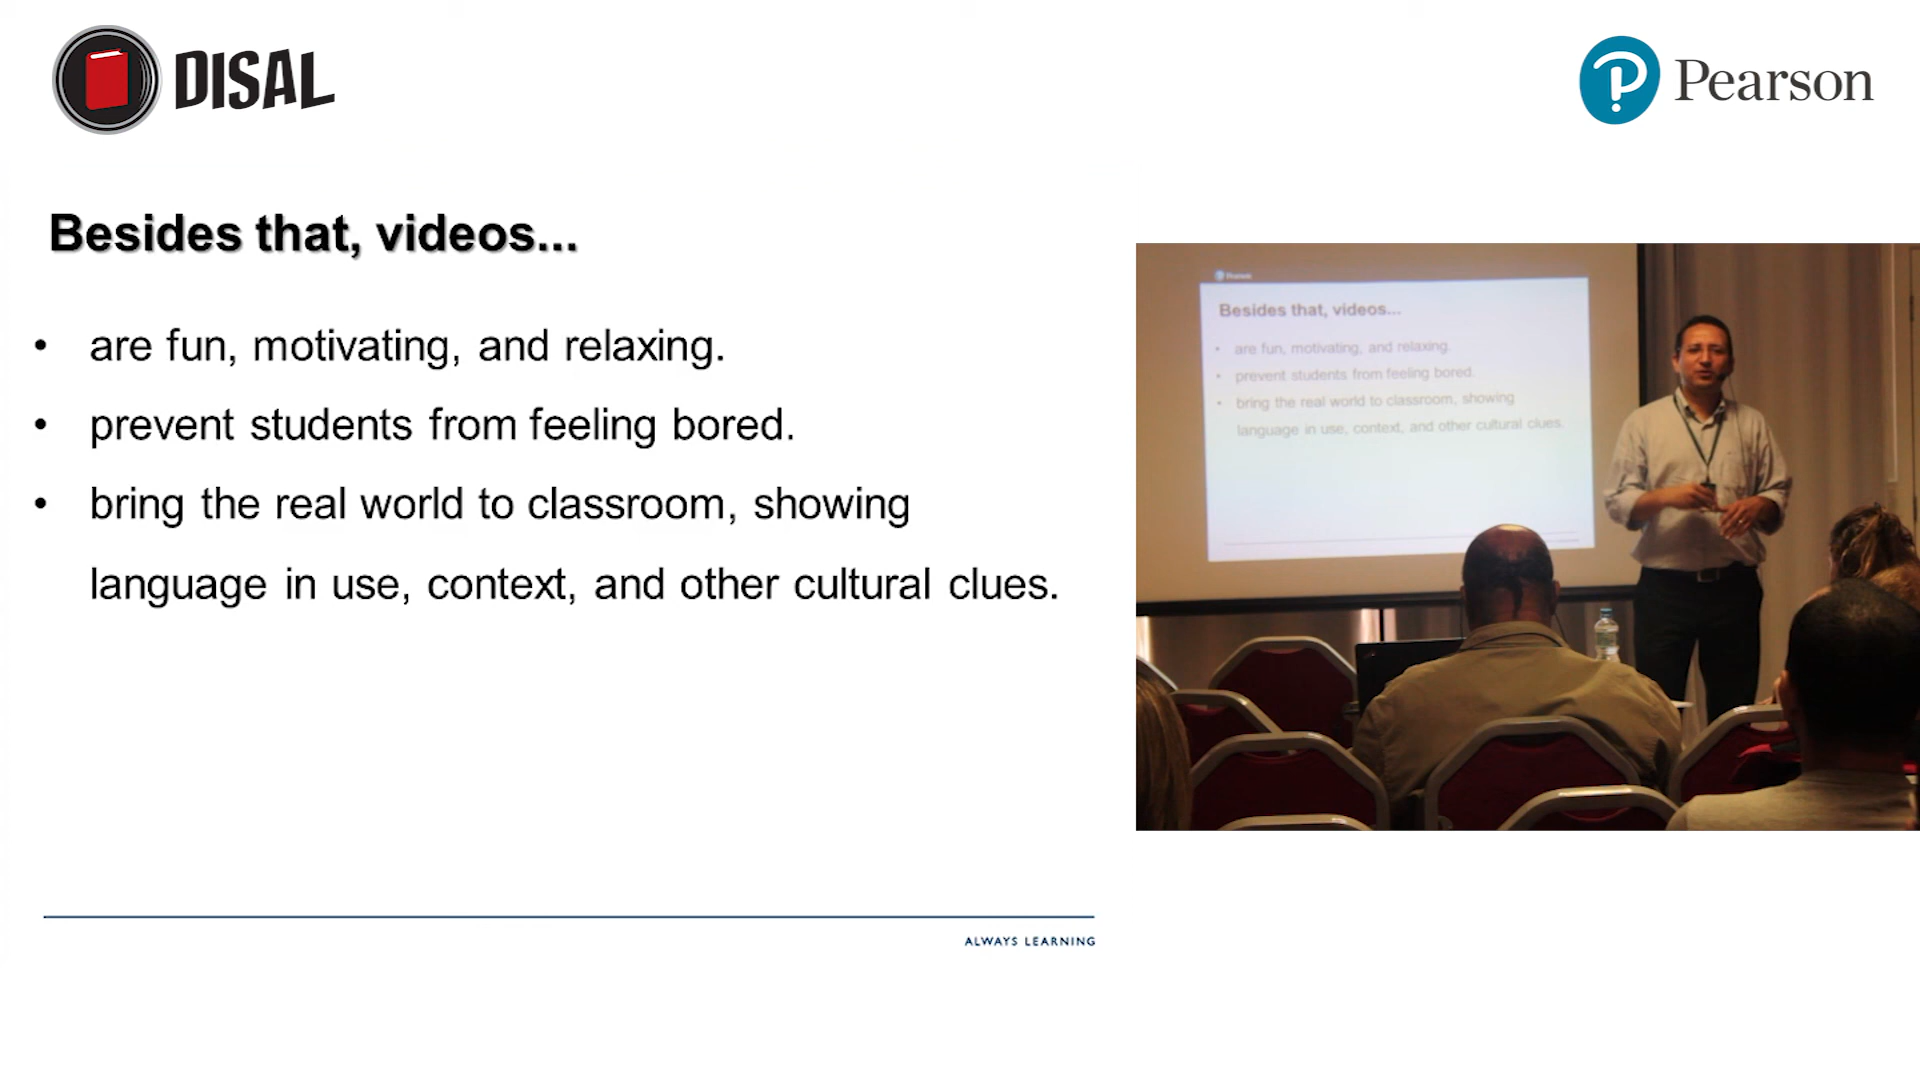 DISAL
Pearson
Besides that, videos...
• are fun, motivating, and relaxing.
• prevent students from feeling bored.
• bring the real world to classroom, showing
language in use, context, and other cultural clues.
ALWAYS LEARNING
Pearson
Besides that, videos...
• are fun, motivating, and relaxing.
• prevent students from feeling bored.
• bring the real world to classroom, showing
language in use, context, and other cultural clues.